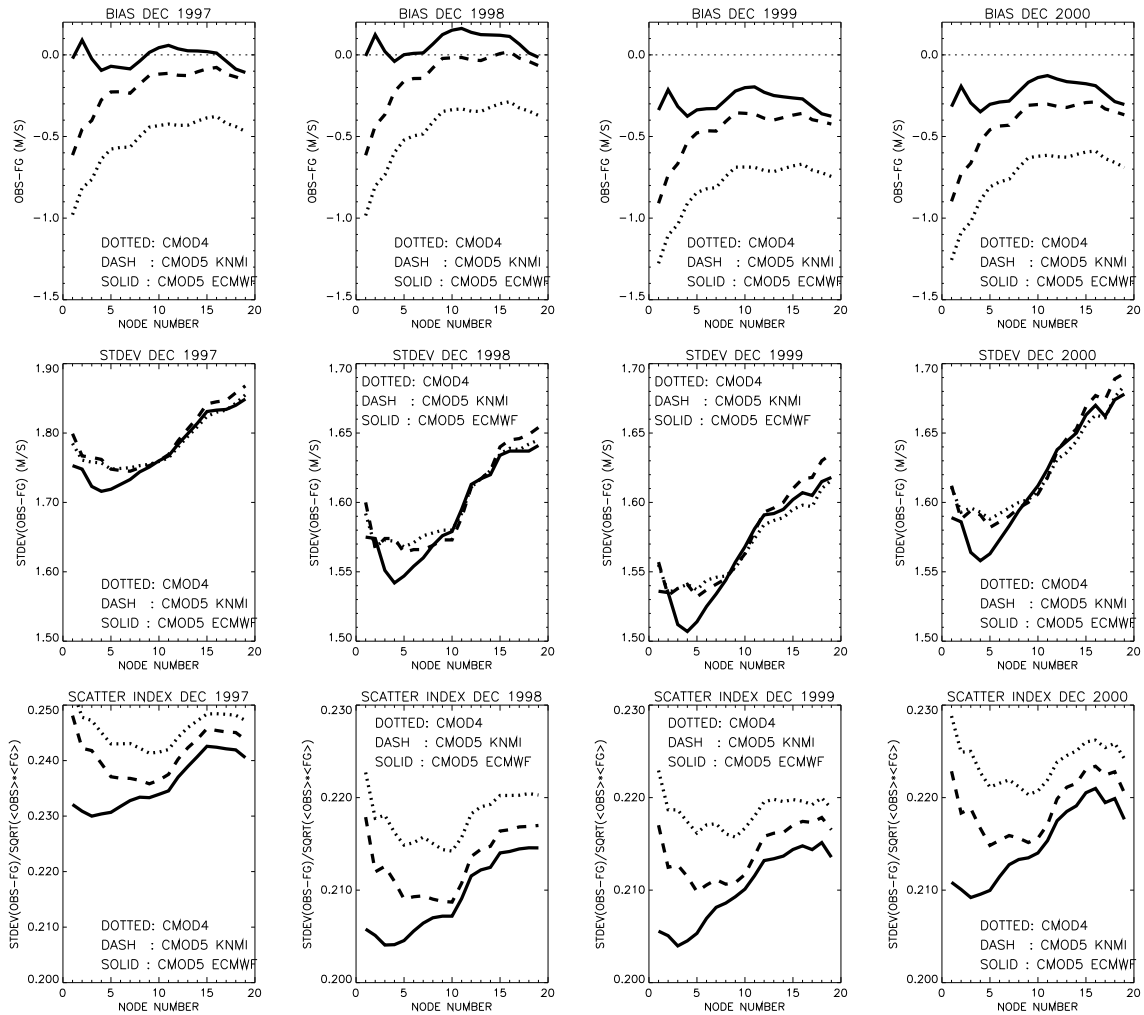 BIAS DEC 1997
OBS-FG (M/S)
0.0
-0.5
-1.0
-1.5
DOTTED: CMOD4
DASH : CMOD5 KNMI
SOLID : CMOD5 ECMWF
0 5 10 15 20
NODE NUMBER
BIAS DEC 1998
OBS-FG (M/S)
0.0
-0.5
-1.0
-1.5
DOTTED: CMOD4
DASH : CMOD5 KNMI
SOLID : CMOD5 ECMWF
0 5 10 15 20
NODE NUMBER
BIAS DEC 1999
OBS-FG (M/S)
0.0
-0.5
-1.0
-1.5
DOTTED: CMOD4
DASH : CMOD5 KNMI
SOLID : CMOD5 ECMWF
0 5 10 15 20
NODE NUMBER
BIAS DEC 2000
OBS-FG (M/S)
0.0
-0.5
-1.0
-1.5
DOTTED: CMOD4
DASH : CMOD5 KNMI
SOLID : CMOD5 ECMWF
0 5 10 15 20
NODE NUMBER
STDEV DEC 1997
STDEV(OBS-FG) (M/S)
1.90
1.80
1.70
1.60
1.50
DOTTED: CMOD4
DASH : CMOD5 KNMI
SOLID : CMOD5 ECMWF
0 5 10 15 20
NODE NUMBER
STDEV DEC 1998
STDEV(OBS-FG) (M/S)
1.70
1.65
1.60
1.55
1.50
DOTTED: CMOD4
DASH : CMOD5 KNMI
SOLID : CMOD5 ECMWF
0 5 10 15 20
NODE NUMBER
STDEV DEC 1999
STDEV(OBS-FG) (M/S)
1.70
1.65
1.60
1.55
1.50
DOTTED: CMOD4
DASH : CMOD5 KNMI
SOLID : CMOD5 ECMWF
0 5 10 15 20
NODE NUMBER
STDEV DEC 2000
STDEV(OBS-FG) (M/S)
1.70
1.65
1.60
1.55
1.50
DOTTED: CMOD4
DASH : CMOD5 KNMI
SOLID : CMOD5 ECMWF
0 5 10 15 20
NODE NUMBER
SCATTER INDEX DEC 1997
STDEV(OBS-FG)/SQRT(<OBS>*<FG>)
0.250
0.240
0.230
0.220
0.210
0.200
DOTTED: CMOD4
DASH : CMOD5 KNMI
SOLID : CMOD5 ECMWF
0 5 10 15 20
NODE NUMBER
SCATTER INDEX DEC 1998
STDEV(OBS-FG)/SQRT(<OBS>*<FG>)
0.230
0.220
0.210
0.200
DOTTED: CMOD4
DASH : CMOD5 KNMI
SOLID : CMOD5 ECMWF
0 5 10 15 20
NODE NUMBER
SCATTER INDEX DEC 1999
STDEV(OBS-FG)/SQRT(<OBS>*<FG>)
0.230
0.220
0.210
0.200
DOTTED: CMOD4
DASH : CMOD5 KNMI
SOLID : CMOD5 ECMWF
0 5 10 15 20
NODE NUMBER
SCATTER INDEX DEC 2000
STDEV(OBS-FG)/SQRT(<OBS>*<FG>)
0.230
0.220
0.210
0.200
DOTTED: CMOD4
DASH : CMOD5 KNMI
SOLID : CMOD5 ECMWF
0 5 10 15 20
NODE NUMBER